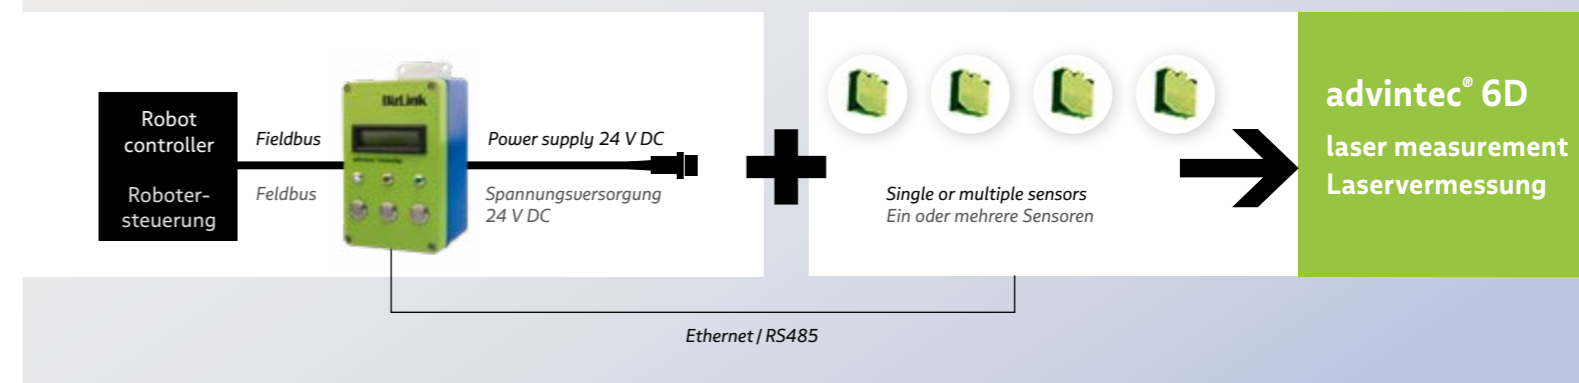 Robot
controller
Roboter-
steuerung
Fieldbus
Feldbus
BizLink
Power supply 24 V DC
Spannungsversorgung
24 V DC
Single or multiple sensors
Ein oder mehrere Sensoren
advintec® 6D
laser measurement
Laservermessung
Ethernet / RS485